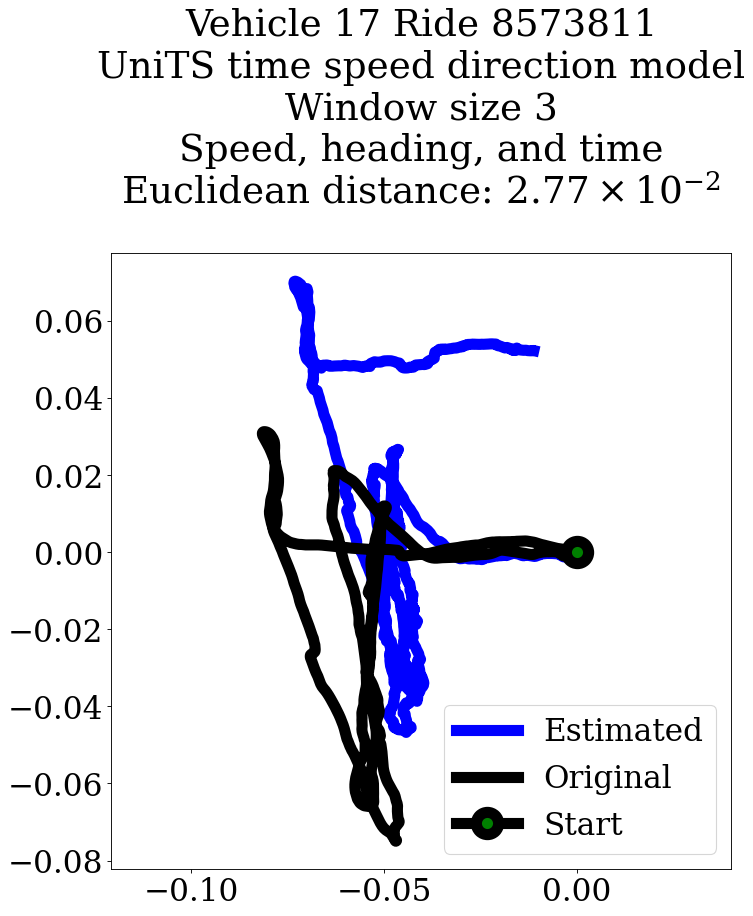 Vehicle 17 Ride 8573811
UniTS time speed direction model
Window size 3
Speed, heading, and time
Euclidean distance: 2.77 × 10⁻²
0.06
0.04
0.02
0.00
−0.02
−0.04
−0.06
−0.08
Estimated
Original
Start
−0.10
−0.05
0.00